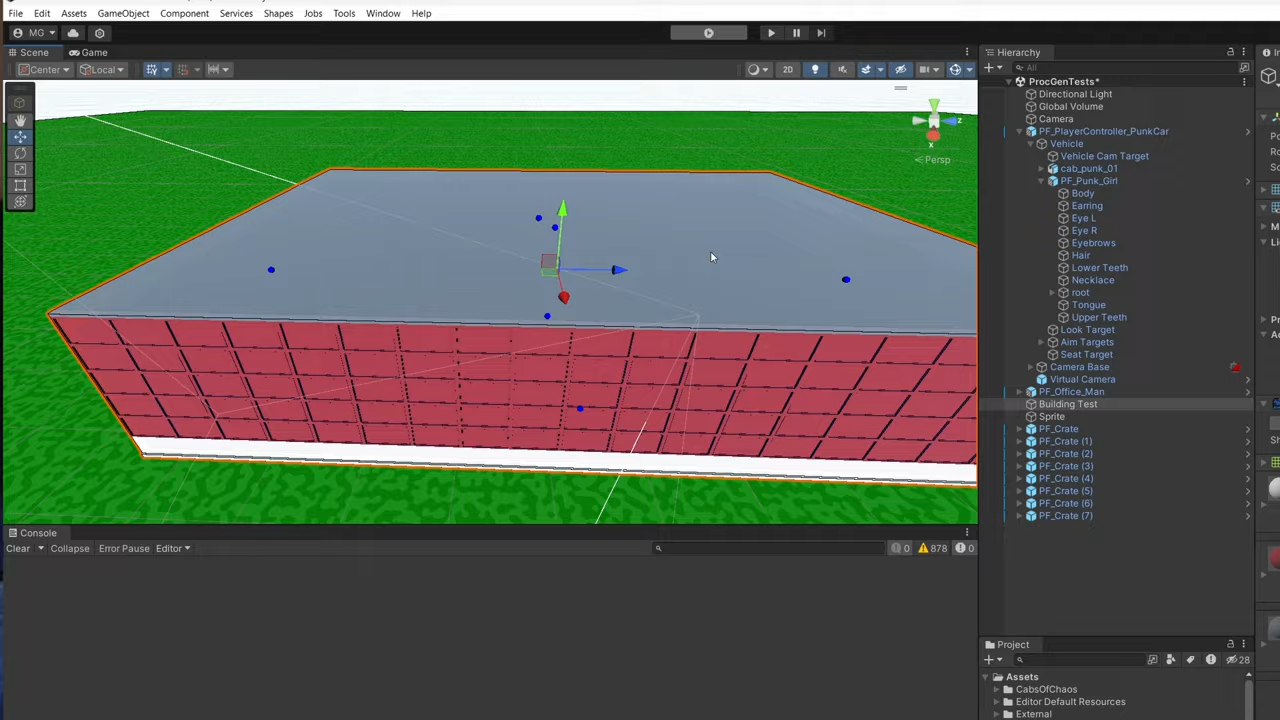 File Edit Assets GameObject Component Services Shapes Jobs Tools Window Help
MG
Scene Game
Center Local 2D
y
z
x
Persp
Console
Clear Collapse Error Pause Editor 0 878 0
Hierarchy
All
ProcGenTests*
Directional Light
Global Volume
Camera
PF_PlayerController_PunkCar
Vehicle
Vehicle Cam Target
cab_punk_01
PF_Punk_Girl
Body
Earring
Eye L
Eye R
Eyebrows
Hair
Lower Teeth
Necklace
root
Tongue
Upper Teeth
Look Target
Aim Targets
Seat Target
Camera Base
Virtual Camera
PF_Office_Man
Building Test
Sprite
PF_Crate
PF_Crate (1)
PF_Crate (2)
PF_Crate (3)
PF_Crate (4)
PF_Crate (5)
PF_Crate (6)
PF_Crate (7)
Project
28
Assets
CabsOfChaos
Editor Default Resources
External